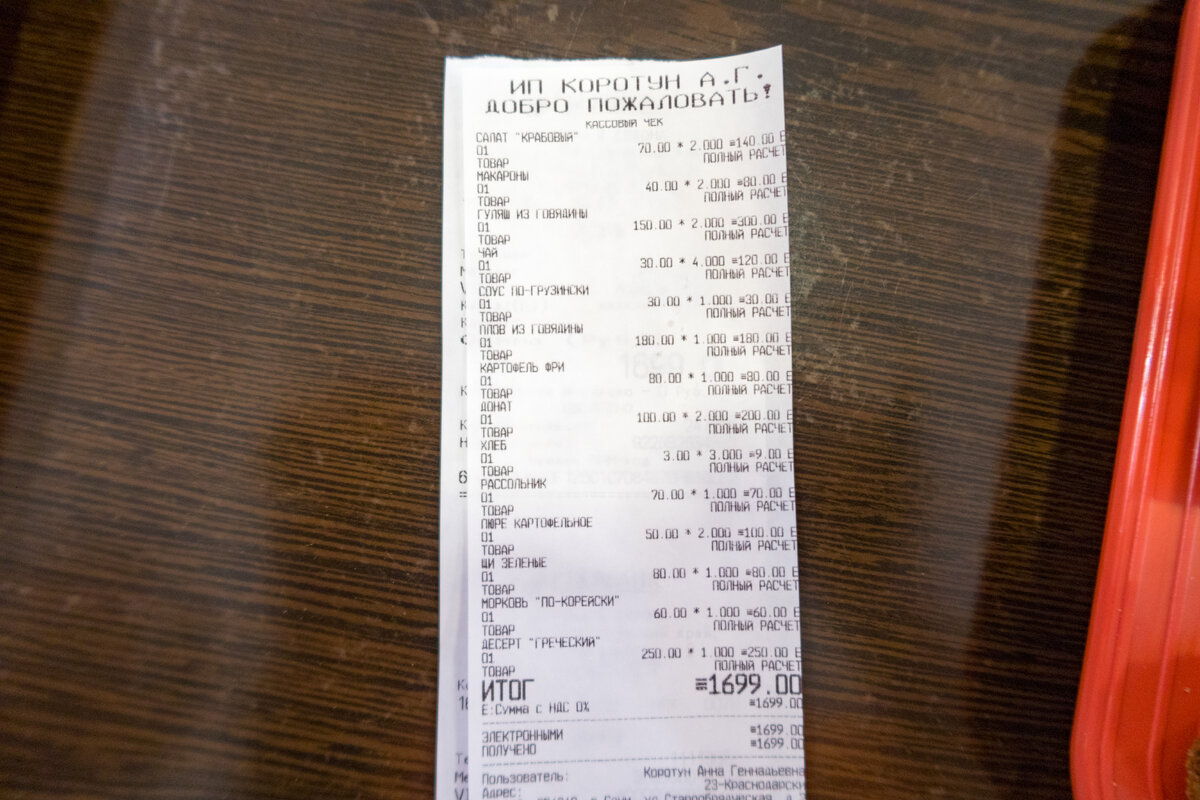 ИП КОРОТУН А.Г.
ДОБРО ПОЖАЛОВАТЬ!
КАССОВЫЙ ЧЕК
САЛАТ "КРАБОВЫЙ"
01 70.00 * 2.000 ≡140.00 Е
ТОВАР ПОЛНЫЙ РАСЧЕТ
МАКАРОНЫ
01 40.00 * 2.000 ≡80.00 Е
ТОВАР ПОЛНЫЙ РАСЧЕТ
ГУЛЯШ ИЗ ГОВЯДИНЫ
01 150.00 * 2.000 ≡300.00 Е
ТОВАР ПОЛНЫЙ РАСЧЕТ
ЧАЙ
01 30.00 * 4.000 ≡120.00 Е
ТОВАР ПОЛНЫЙ РАСЧЕТ
СОУС ПО-ГРУЗИНСКИ
01 30.00 * 1.000 ≡30.00 Е
ТОВАР ПОЛНЫЙ РАСЧЕТ
ПЛОВ ИЗ ГОВЯДИНЫ
01 180.00 * 1.000 ≡180.00 Е
ТОВАР ПОЛНЫЙ РАСЧЕТ
КАРТОФЕЛЬ ФРИ
01 80.00 * 1.000 ≡80.00 Е
ТОВАР ПОЛНЫЙ РАСЧЕТ
ДОНАТ
01 100.00 * 2.000 ≡200.00 Е
ТОВАР ПОЛНЫЙ РАСЧЕТ
ХЛЕБ
01 3.00 * 3.000 ≡9.00 Е
ТОВАР ПОЛНЫЙ РАСЧЕТ
РАССОЛЬНИК
01 70.00 * 1.000 ≡70.00 Е
ТОВАР ПОЛНЫЙ РАСЧЕТ
ПЮРЕ КАРТОФЕЛЬНОЕ
01 50.00 * 2.000 ≡100.00 Е
ТОВАР ПОЛНЫЙ РАСЧЕТ
ЩИ ЗЕЛЕНЫЕ
01 80.00 * 1.000 ≡80.00 Е
ТОВАР ПОЛНЫЙ РАСЧЕТ
МОРКОВЬ "ПО-КОРЕЙСКИ"
01 60.00 * 1.000 ≡60.00 Е
ТОВАР ПОЛНЫЙ РАСЧЕТ
ДЕСЕРТ "ГРЕЧЕСКИЙ"
01 250.00 * 1.000 ≡250.00 Е
ТОВАР ПОЛНЫЙ РАСЧЕТ
ИТОГ ≡1699.00
Е:Сумма с НДС 0% ≡1699.00
ЭЛЕКТРОННЫМИ ≡1699.00
ПОЛУЧЕНО ≡1699.00
Пользователь: Коротун Анна Геннадьевна
Адрес: 23-Краснодарски
г.Сочи, ул.Старообрядческая